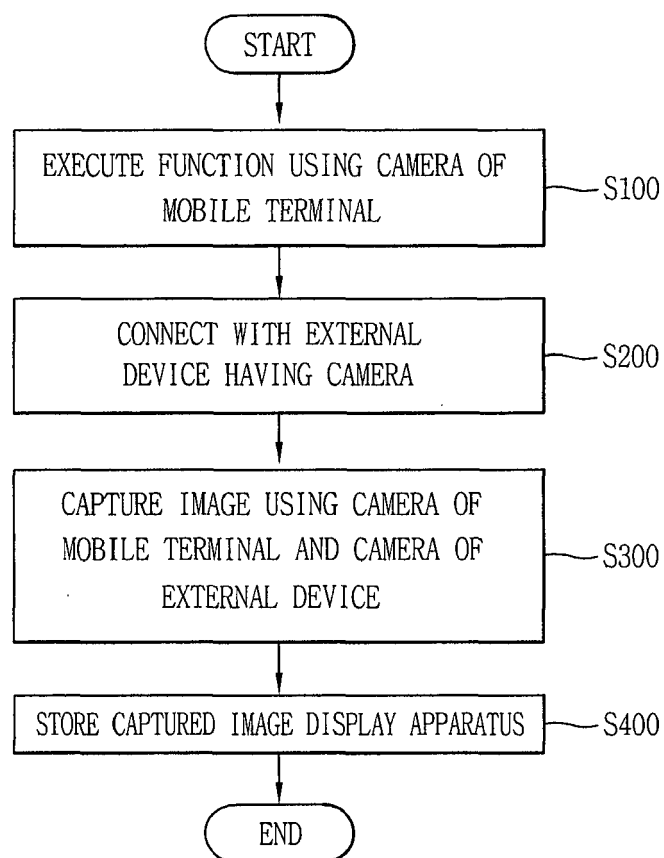 START
EXECUTE FUNCTION USING CAMERA OF
MOBILE TERMINAL
S100
CONNECT WITH EXTERNAL
DEVICE HAVING CAMERA
S200
CAPTURE IMAGE USING CAMERA OF
MOBILE TERMINAL AND CAMERA OF
EXTERNAL DEVICE
S300
STORE CAPTURED IMAGE DISPLAY APPARATUS
S400
END